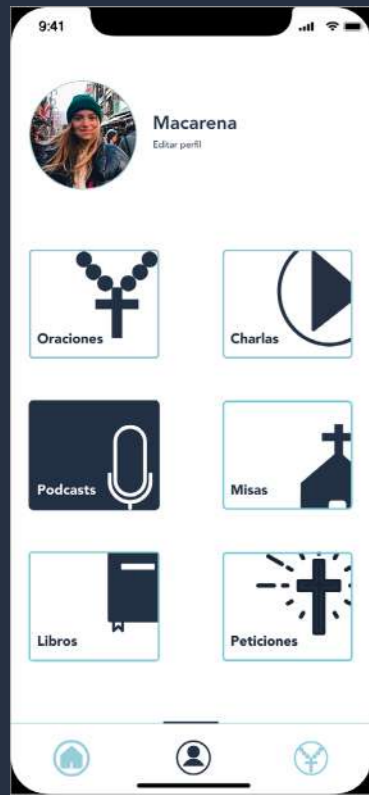 9:41
Macarena
Editar perfil
Oraciones
Charlas
Podcasts
Misas
Libros
Peticiones